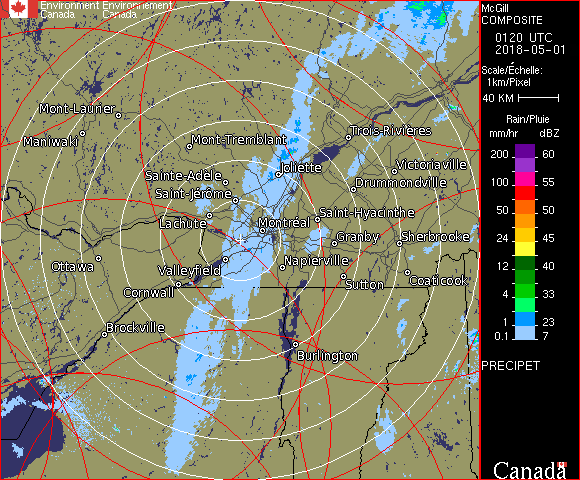 Environment Environnement
Canada Canada
Mont-Laurier
Maniwaki
Mont-Tremblant
Trois-Rivières
Joliette
Victoriaville
Sainte-Adèle
Drummondville
Saint-Jérôme
Lachute
Montréal
Saint-Hyacinthe
Granby
Sherbrooke
Ottawa
Valleyfield
Napierville
Cornwall
Sutton
Coaticook
Brockville
Burlington
McGill
COMPOSITE
0120 UTC
2018-05-01
Scale/Échelle:
1km/Pixel
40 KM
Rain/Pluie
mm/hr dBZ
200 60
100 55
50 50
24 45
12 40
4 33
1 23
0.1 7
PRECIPET
Canada